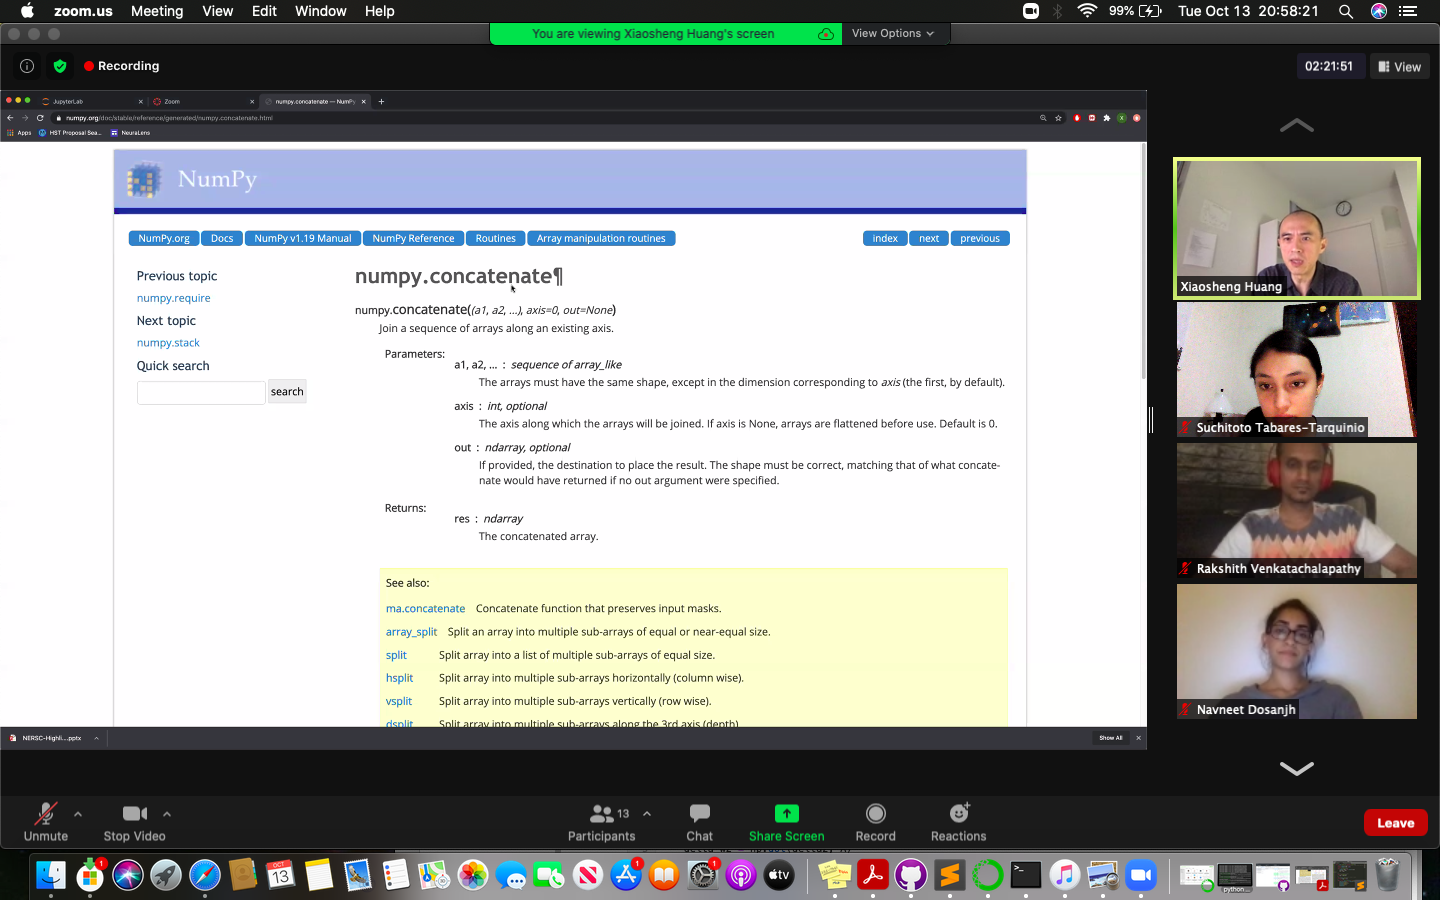 zoom.us Meeting View Edit Window Help 99% Tue Oct 13 20:58:21
You are viewing Xiaosheng Huang's screen View Options
Recording 02:21:51 View
JupyterLab Zoom numpy.concatenate — NumPy
numpy.org/doc/stable/reference/generated/numpy.concatenate.html
Apps HST Proposal Sea... NeuraLens
NumPy
NumPy.org Docs NumPy v1.19 Manual NumPy Reference Routines Array manipulation routines index next previous
Previous topic
numpy.require
Next topic
numpy.stack
Quick search
search
numpy.concatenate¶
numpy.concatenate((a1, a2, ...), axis=0, out=None)
Join a sequence of arrays along an existing axis.
Parameters:
a1, a2, ... : sequence of array_like
The arrays must have the same shape, except in the dimension corresponding to axis (the first, by default).
axis : int, optional
The axis along which the arrays will be joined. If axis is None, arrays are flattened before use. Default is 0.
out : ndarray, optional
If provided, the destination to place the result. The shape must be correct, matching that of what concate-
nate would have returned if no out argument were specified.
Returns:
res : ndarray
The concatenated array.
See also:
ma.concatenate Concatenate function that preserves input masks.
array_split Split an array into multiple sub-arrays of equal or near-equal size.
split Split array into a list of multiple sub-arrays of equal size.
hsplit Split array into multiple sub-arrays horizontally (column wise).
vsplit Split array into multiple sub-arrays vertically (row wise).
dsplit Split array into multiple sub-arrays along the 3rd axis (depth).
NERSC-Highli....pptx Show All
Xiaosheng Huang
Suchitoto Tabares-Tarquinio
Rakshith Venkatachalapathy
Navneet Dosanjh
13
Unmute Stop Video Participants Chat Share Screen Record Reactions Leave
1 OCT 13 1 1 tv